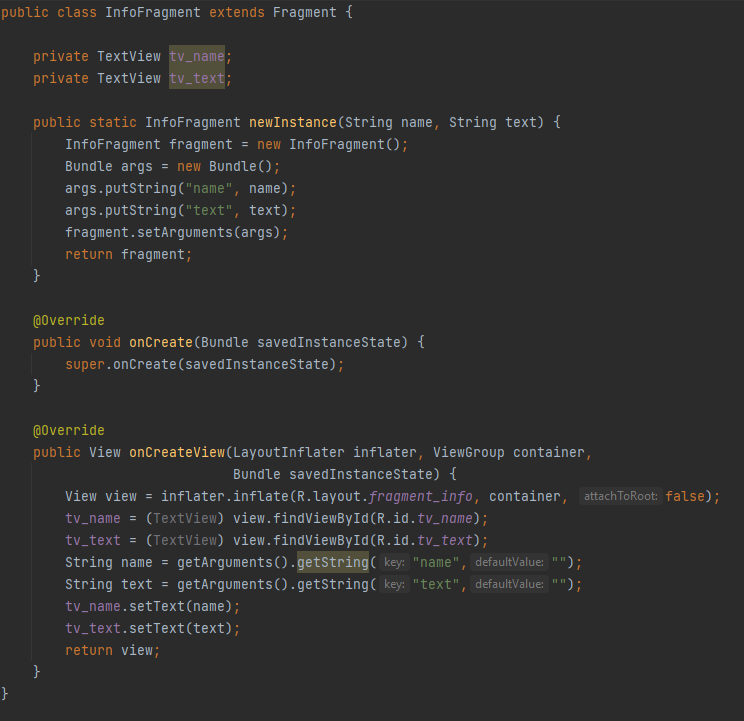 public class InfoFragment extends Fragment {
private TextView tv_name;
private TextView tv_text;
public static InfoFragment newInstance(String name, String text) {
InfoFragment fragment = new InfoFragment();
Bundle args = new Bundle();
args.putString("name", name);
args.putString("text", text);
fragment.setArguments(args);
return fragment;
}
@Override
public void onCreate(Bundle savedInstanceState) {
super.onCreate(savedInstanceState);
}
@Override
public View onCreateView(LayoutInflater inflater, ViewGroup container,
Bundle savedInstanceState) {
View view = inflater.inflate(R.layout.fragment_info, container, attachToRoot: false);
tv_name = (TextView) view.findViewById(R.id.tv_name);
tv_text = (TextView) view.findViewById(R.id.tv_text);
String name = getArguments().getString( key: "name", defaultValue: "");
String text = getArguments().getString( key: "text", defaultValue: "");
tv_name.setText(name);
tv_text.setText(text);
return view;
}
}